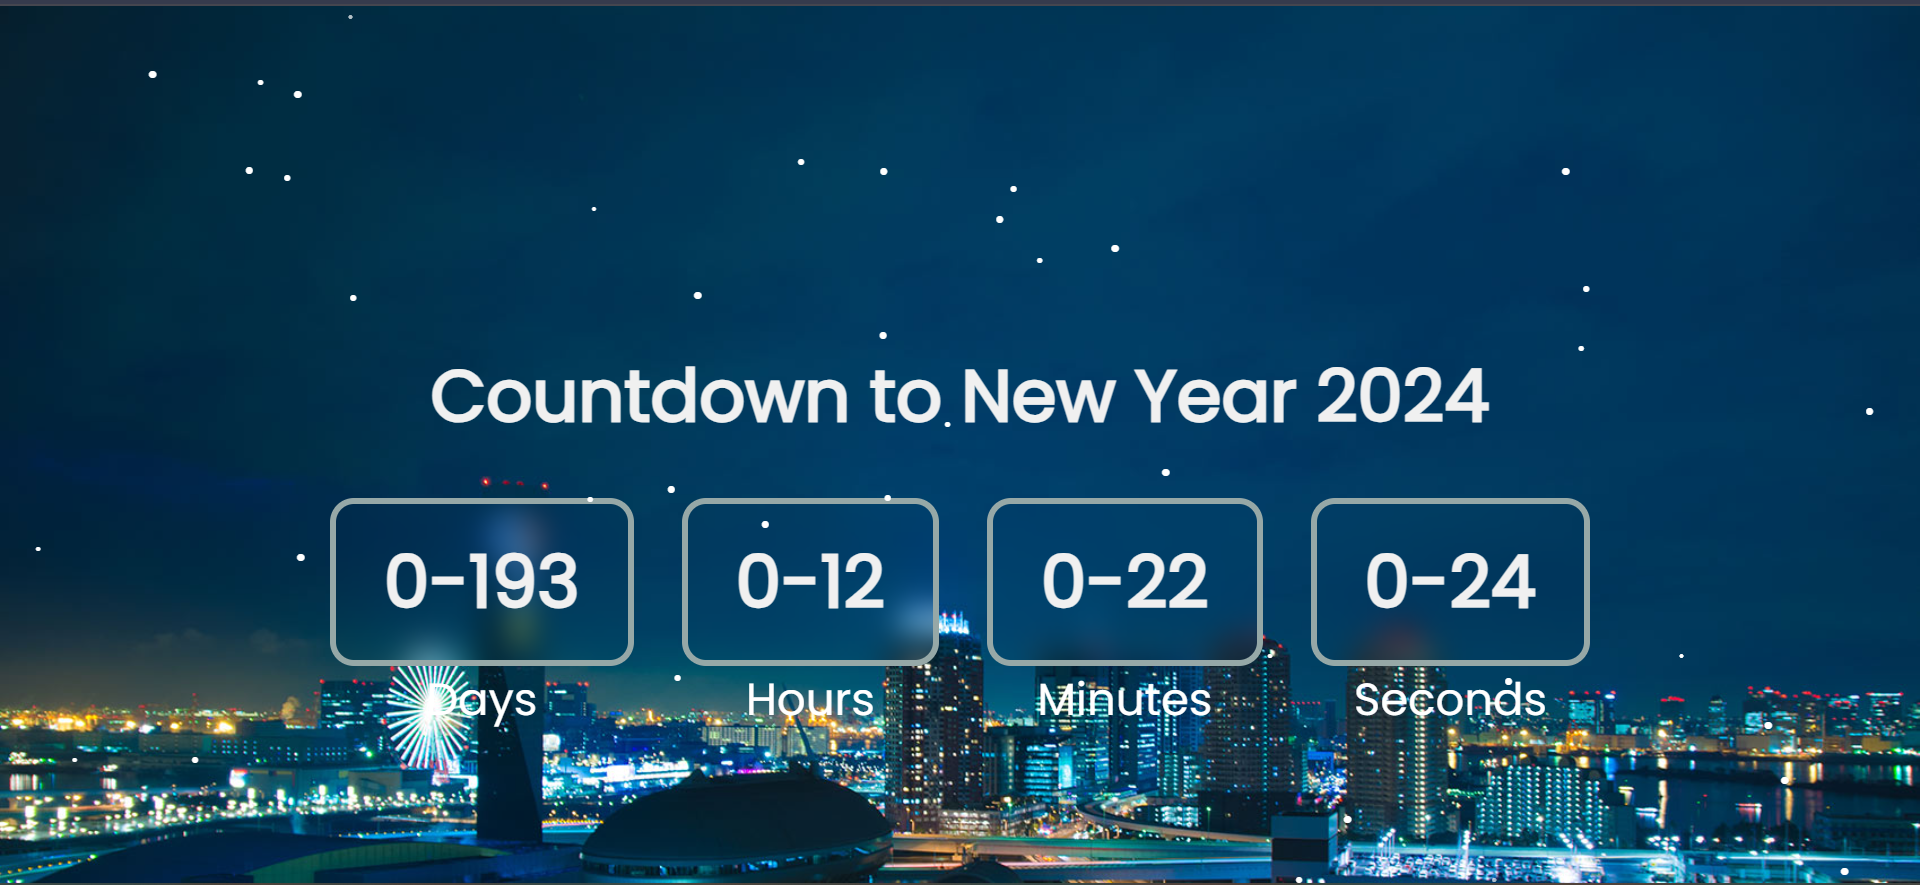 Countdown to New Year 2024
0-193 0-12 0-22 0-24
Days Hours Minutes Seconds